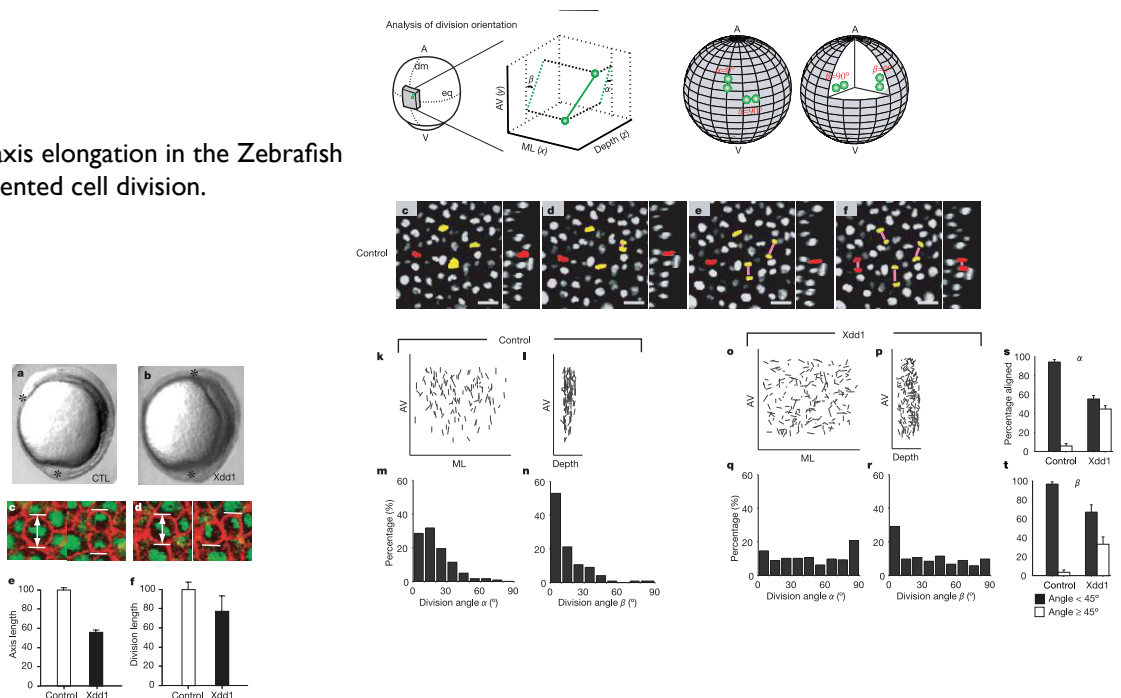 axis elongation in the Zebrafish
ented cell division.
Analysis of division orientation
A
dm
eq
V
AV (y)
β
α
ML (x)
Depth (z)
A
α=90º
V
A
β=90º
V
Control
c
d
e
f
Control
k
l
AV
AV
ML
Depth
m
n
Percentage (%)
60
40
20
0
0 30 60 90
Division angle α (º)
60
40
20
0
0 30 60 90
Division angle β (º)
Xdd1
o
p
AV
AV
ML
Depth
q
r
Percentage (%)
60
40
20
0
0 30 60 90
Division angle α (º)
60
40
20
0
0 30 60 90
Division angle β (º)
s
α
Percentage aligned
100
80
60
40
20
0
Control Xdd1
t
β
100
80
60
40
20
0
Control Xdd1
Angle < 45º
Angle ≥ 45º
a
*
*
CTL
b
*
*
Xdd1
c
d
e
Axis length
100
80
60
40
20
0
Control Xdd1
f
Division length
100
80
60
40
20
0
Control Xdd1